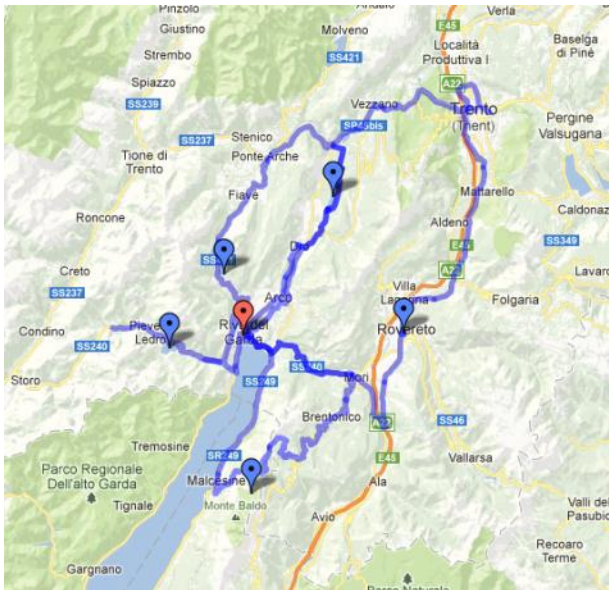 Pinzolo
Andalo
Verla
Giustino
Molveno
E45
Località
Produttiva I
Baselga
di Pinè
Strembo
SS421
Spiazzo
A22
SS239
Vezzano
Trento
(Trent)
SS237
Stenico
SP45bis
Pergine
Valsugana
Tione di
Trento
Ponte Arche
Fiavè
Mattarello
Caldonaz
Roncone
Dro
Aldeno
E45
SS349
Creto
Arco
A22
Lavaro
SS237
Villa
Lagarina
Folgaria
Condino
Pieve
Ledro
Riva del
Garda
Rovereto
SS240
SS240
Mori
Storo
SS249
Brentonico
A22
SS46
Tremosine
SR249
E45
Vallarsa
Parco Regionale
Dell'alto Garda
Malcesine
Ala
Tignale
Monte Baldo
Valli del
Pasubio
Avio
Gargnano
Recoaro
Terme
Parco Naturale